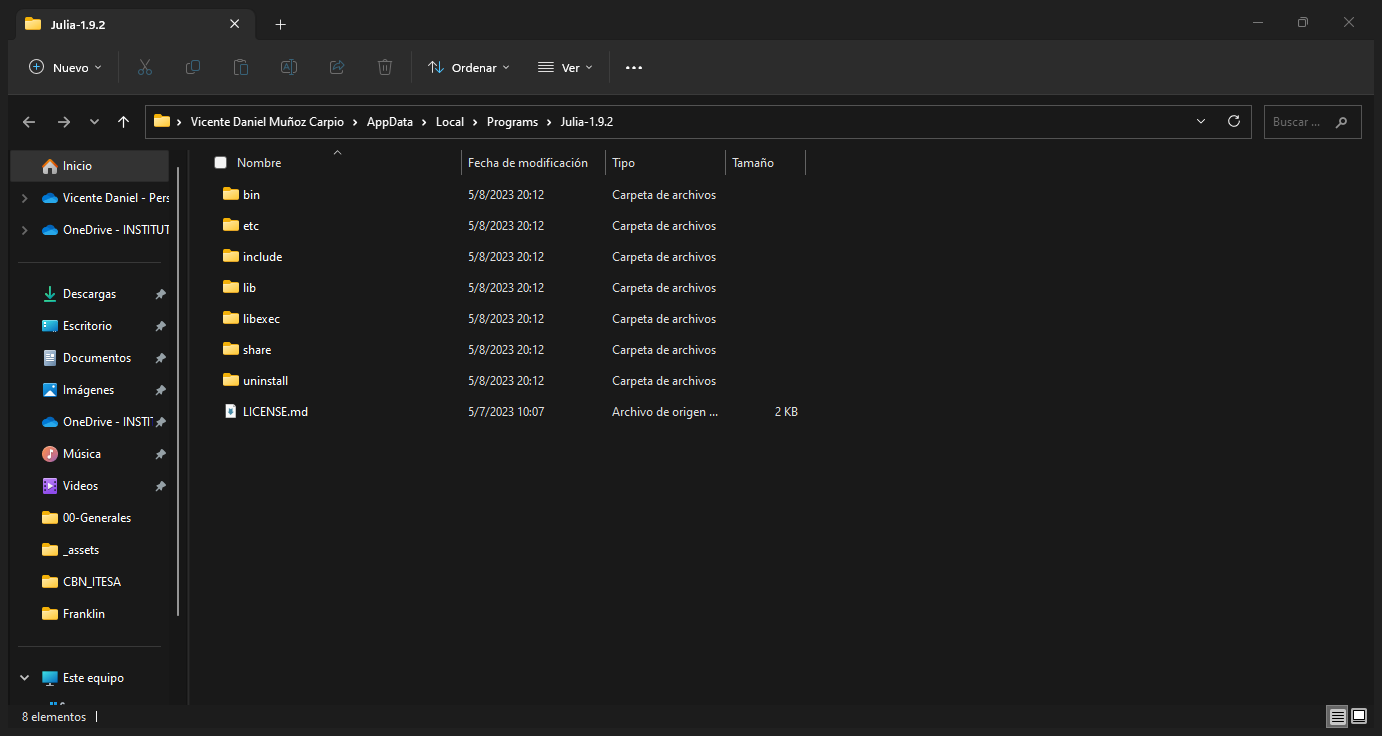 Julia-1.9.2
Nuevo
Ordenar
Ver
Vicente Daniel Muñoz Carpio > AppData > Local > Programs > Julia-1.9.2
Buscar ...
Inicio
Vicente Daniel - Pers
OneDrive - INSTITUT
Descargas
Escritorio
Documentos
Imágenes
OneDrive - INSTIT
Música
Videos
00-Generales
_assets
CBN_ITESA
Franklin
Este equipo
Nombre Fecha de modificación Tipo Tamaño
bin 5/8/2023 20:12 Carpeta de archivos
etc 5/8/2023 20:12 Carpeta de archivos
include 5/8/2023 20:12 Carpeta de archivos
lib 5/8/2023 20:12 Carpeta de archivos
libexec 5/8/2023 20:12 Carpeta de archivos
share 5/8/2023 20:12 Carpeta de archivos
uninstall 5/8/2023 20:12 Carpeta de archivos
LICENSE.md 5/7/2023 10:07 Archivo de origen ... 2 KB
8 elementos